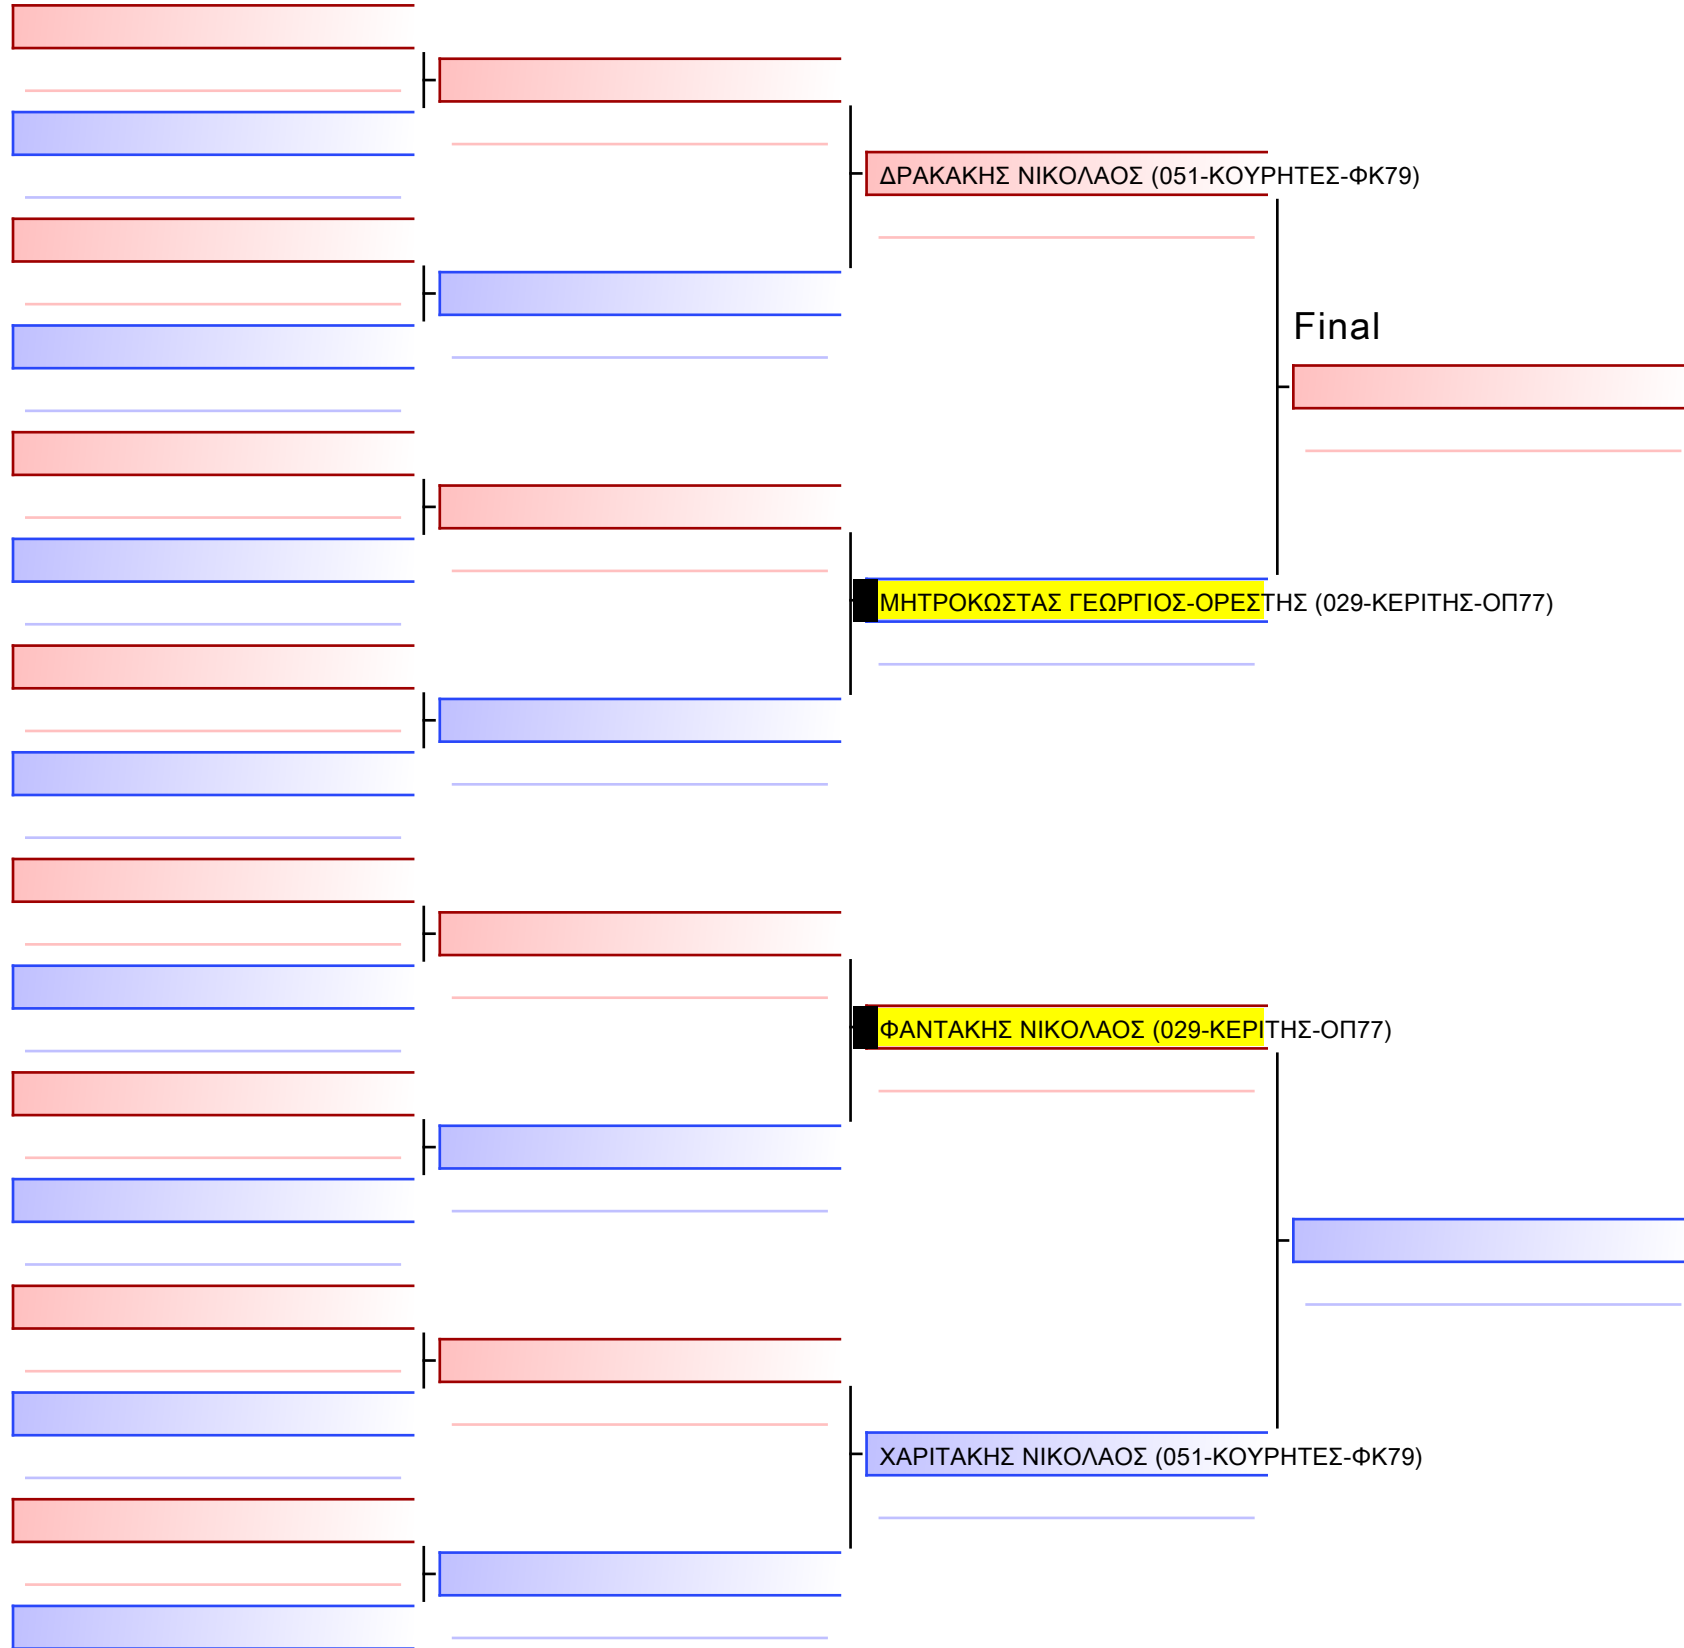 ΔΡΑΚΑΚΗΣ ΝΙΚΟΛΑΟΣ (051-ΚΟΥΡΗΤΕΣ-ΦΚ79)
Final
ΜΗΤΡΟΚΩΣΤΑΣ ΓΕΩΡΓΙΟΣ-ΟΡΕΣΤΗΣ (029-ΚΕΡΙΤΗΣ-ΟΠ77)
ΦΑΝΤΑΚΗΣ ΝΙΚΟΛΑΟΣ (029-ΚΕΡΙΤΗΣ-ΟΠ77)
ΧΑΡΙΤΑΚΗΣ ΝΙΚΟΛΑΟΣ (051-ΚΟΥΡΗΤΕΣ-ΦΚ79)